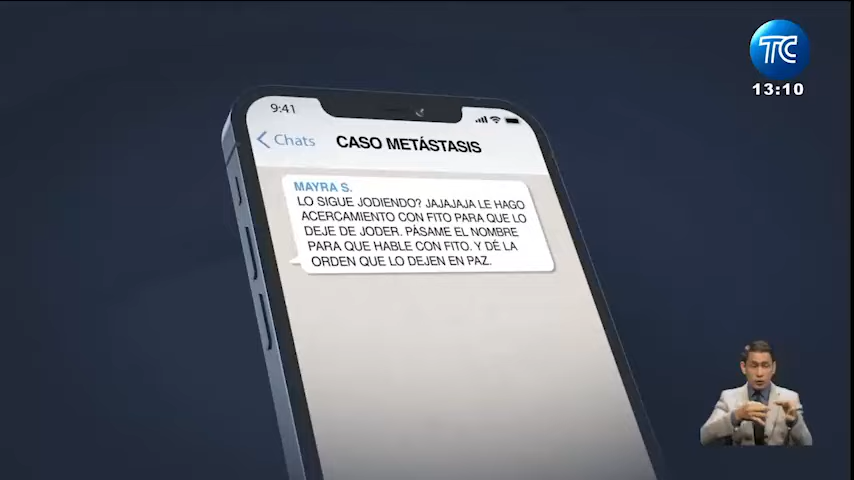 TC
13:10
9:41
Chats
CASO METÁSTASIS
MAYRA S.
LO SIGUE JODIENDO? JAJAJAJA LE HAGO
ACERCAMIENTO CON FITO PARA QUE LO
DEJE DE JODER. PÁSAME EL NOMBRE
PARA QUE HABLE CON FITO. Y DÉ LA
ORDEN QUE LO DEJEN EN PAZ.